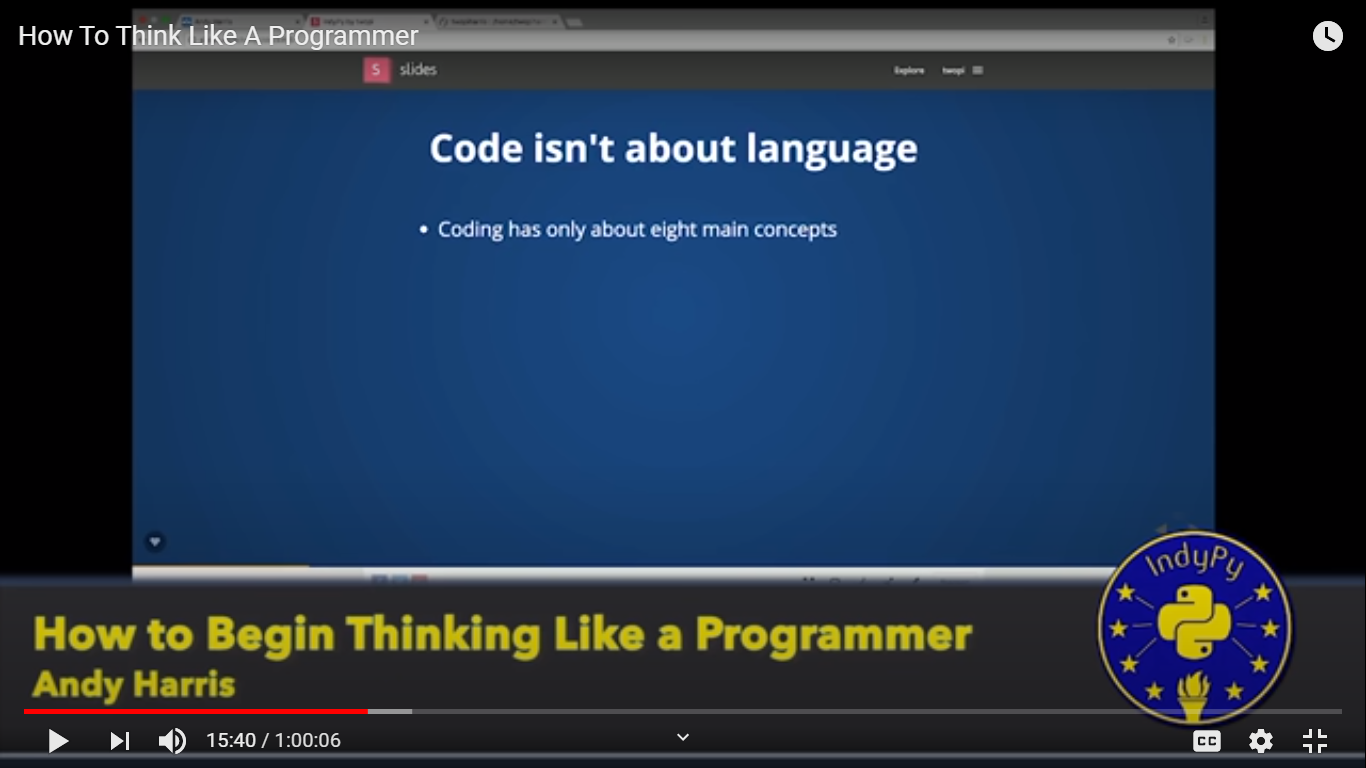 How To Think Like A Programmer
S slides
Explore twopi
Code isn't about language
• Coding has only about eight main concepts
IndyPy
How to Begin Thinking Like a Programmer
Andy Harris
15:40 / 1:00:06
CC